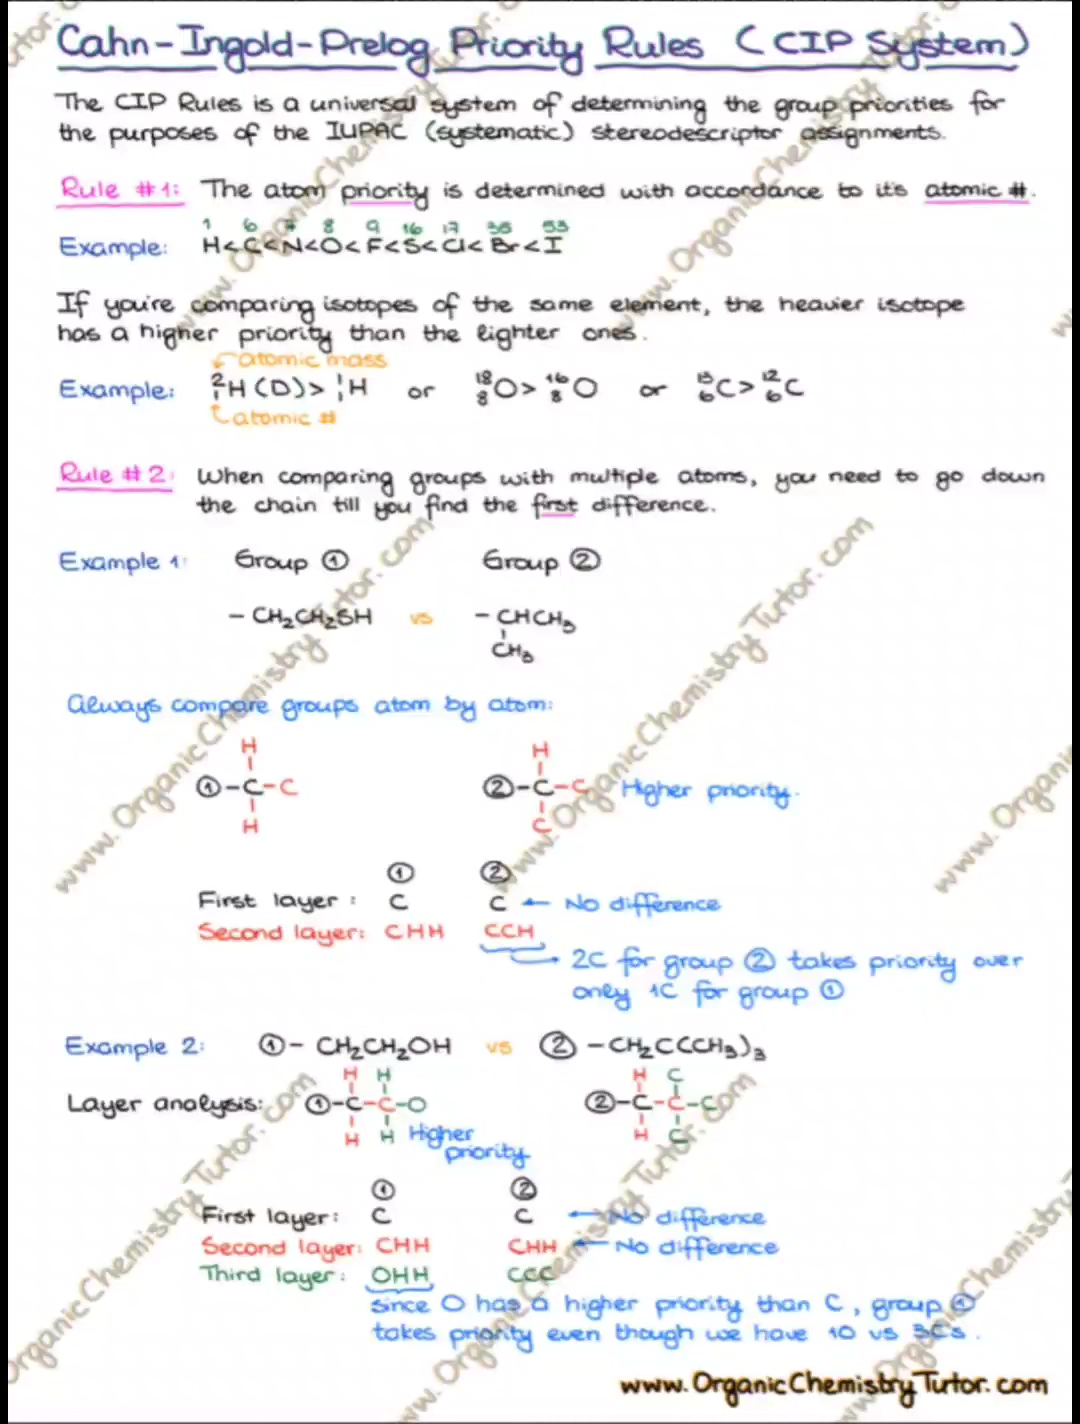 Cahn-Ingold-Prelog Priority Rules (CIP System)
The CIP Rules is a universal system of determining the group priorities for
the purposes of the IUPAC (systematic) stereodescriptor assignments.
Rule #1: The atom priority is determined with accordance to it's atomic #.
1 6 7 8 9 16 17 35 53
Example: H<C<N<O<F<S<Cl<Br<I
If you're comparing isotopes of the same element, the heavier isotope
has a higher priority than the lighter ones.
atomic mass
Example: ²₁H (D) > ¹₁H or ¹⁸₈O > ¹⁶₈O or ¹³₆C > ¹²₆C
atomic #
Rule #2: When comparing groups with multiple atoms, you need to go down
the chain till you find the first difference.
Example 1: Group ① Group ②
- CH₂CH₂SH vs - CHCH₃
CH₃
Always compare groups atom by atom:
H H
①-C-C ②-C-C Higher priority.
H C
① ②
First layer: C C ← No difference
Second layer: CHH CCH
2C for group ② takes priority over
only 1C for group ①
Example 2: ①- CH₂CH₂OH vs ② - CH₂C(CH₃)₃
H H H C
Layer analysis: ①-C-C-O ②-C-C-C
H H Higher H C
priority
① ②
First layer: C C ← No difference
Second layer: CHH CHH ← No difference
Third layer: OHH CCC
since O has a higher priority than C, group ①
takes priority even though we have 1O vs 3Cs.
www.OrganicChemistryTutor.com